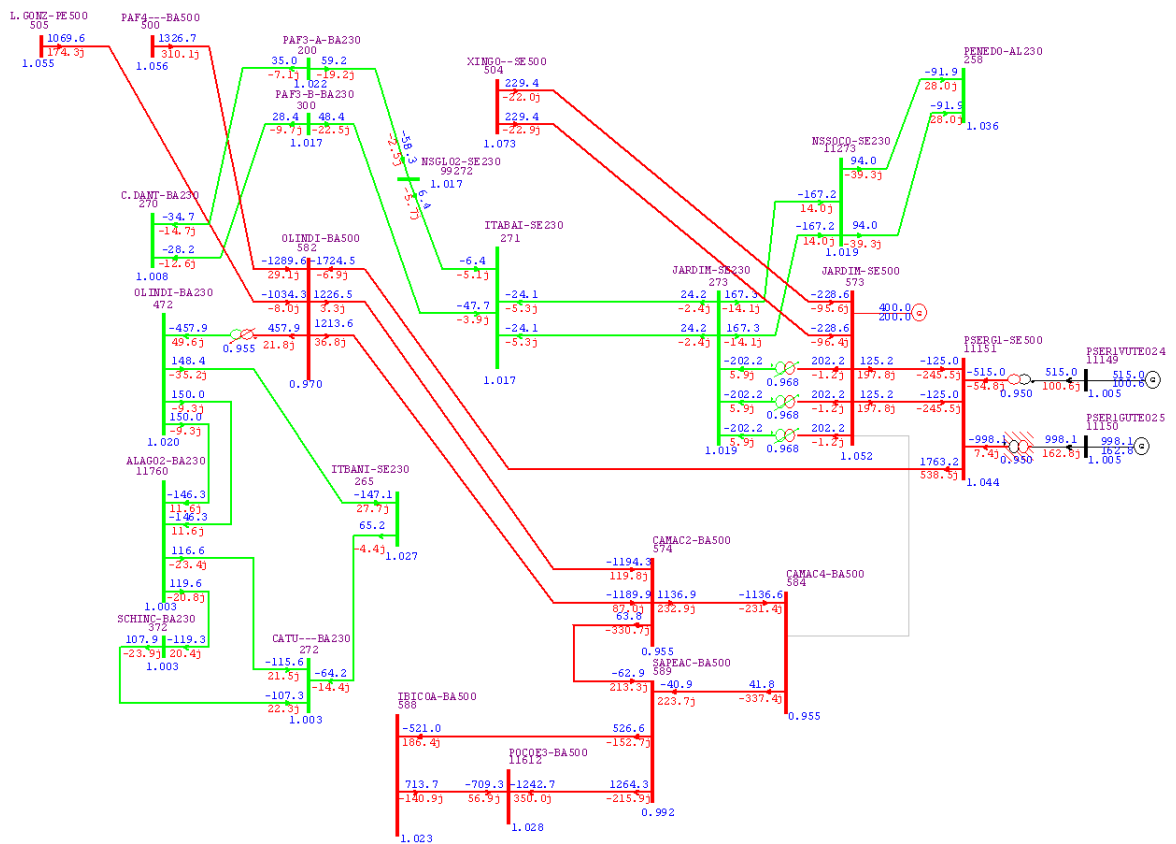 L.GONZ-PE500
505
1069.6
174.3j
1.055
PAF4---BA500
500
1326.7
310.1j
1.056
PAF3-A-BA230
200
35.0 59.2
-7.1j -19.2j
1.022
PAF3-B-BA230
300
28.4 48.4
-9.7j -22.5j
1.017
-58.3
-2.5j
NSGL02-SE230
99272
1.017
6.4
-5.7j
XINGO--SE500
504
229.4
-22.0j
229.4
-22.9j
1.073
PENEDO-AL230
258
-91.9
28.0j
-91.9
28.0j
1.036
NSSOCO-SE230
11273
94.0
-39.3j
-167.2
14.0j
-167.2 94.0
14.0j -39.3j
1.019
C.DANT-BA230
270
-34.7
-14.7j
-28.2
-12.6j
1.008
OLINDI-BA500
582
-1289.6 -1724.5
29.1j -6.9j
-1034.3 1226.5
-8.0j 3.3j
457.9 1213.6
21.8j 36.8j
0.970
0.955
ITABAI-SE230
271
-6.4
-5.1j
-24.1
-5.3j
-47.7
-3.9j
-24.1
-5.3j
1.017
JARDIM-SE230
273
24.2 167.3
-2.4j -14.1j
24.2 167.3
-2.4j -14.1j
-202.2
5.9j
0.968
-202.2
5.9j
0.968
-202.2
5.9j
0.968
1.019
JARDIM-SE500
573
-228.6
-95.6j
400.0
200.0
-228.6
-96.4j
202.2 125.2
-1.2j 197.8j
202.2 125.2
-1.2j 197.8j
202.2
-1.2j
1.052
PSERG1-SE500
11151
-125.0
-245.5j
-515.0
-54.8j
-125.0
-245.5j
-998.1
7.4j
1763.2
538.5j
1.044
PSER1VUTE024
11149
515.0 515.0
100.6j 100.6
0.950
1.005
PSER1GUTE025
11150
998.1 998.1
162.8j 162.8
0.950
1.005
OLINDI-BA230
472
-457.9
49.6j
148.4
-35.2j
150.0
-9.3j
150.0
-9.3j
1.020
ALAGO2-BA230
11760
-146.3
11.6j
-146.3
11.6j
116.6
-23.4j
119.6
-20.8j
1.003
ITBANI-SE230
265
-147.1
27.7j
65.2
-4.4j
1.027
SCHINC-BA230
372
107.9 -119.3
-23.9j 20.4j
1.003
CATU---BA230
272
-115.6
21.5j
-64.2
-14.4j
-107.3
22.3j
1.003
CAMAC2-BA500
574
-1194.3
119.8j
-1189.9 1136.9
87.0j 232.9j
63.8
-330.7j
0.955
CAMAC4-BA500
584
-1136.6
-231.4j
41.8
-337.4j
0.955
SAPEAC-BA500
589
-62.9
213.3j
-40.9
223.7j
526.6
-152.7j
1264.3
-215.9j
0.992
IBICOA-BA500
588
-521.0
186.4j
713.7
-140.9j
1.023
POCOE3-BA500
11612
-709.3 -1242.7
56.9j 350.0j
1.028